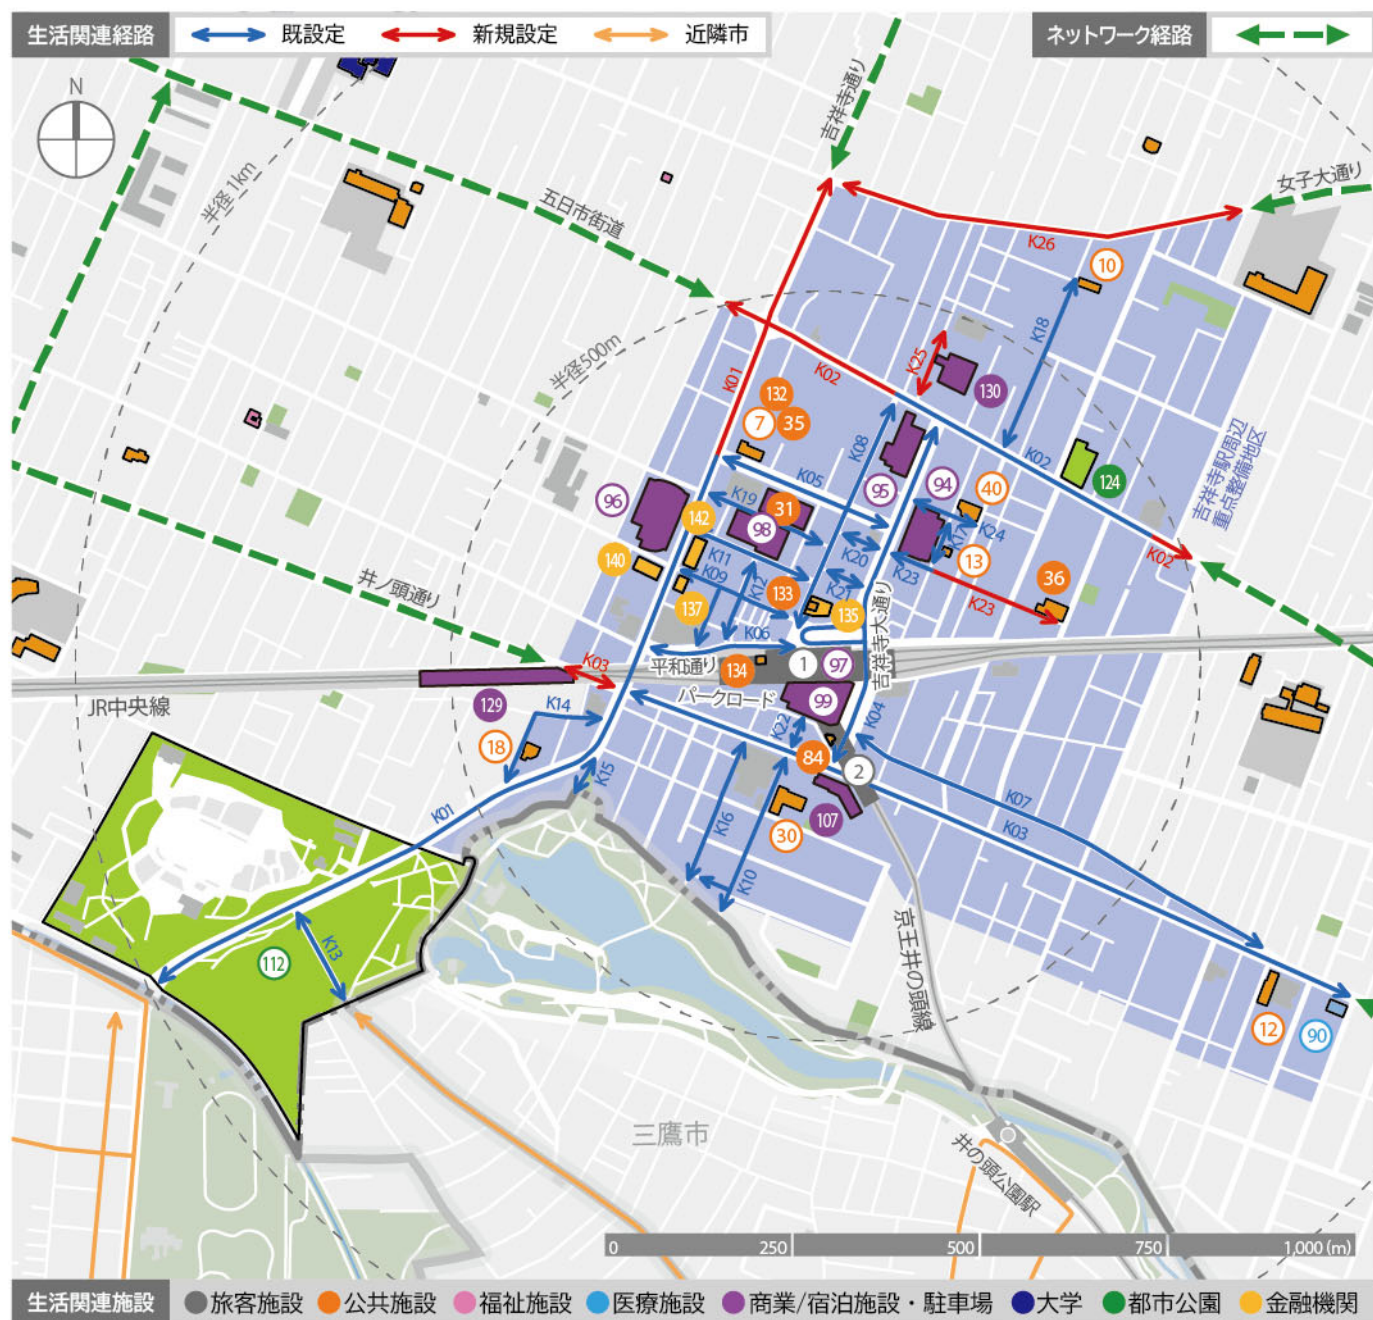 生活関連経路
既設定
新規設定
近隣市
ネットワーク経路
N
半径1km
吉祥寺通り
五日市街道
女子大通り
K26
10
K18
半径500m
K01
K02
K25
130
132
7
35
K08
K05
95
94
40
K02
124
吉祥寺駅周辺
重点整備地区
96
142
K19
31
98
K20
K17
K24
13
K02
140
K11
K09
K12
133
K21
K23
36
K23
137
135
井ノ頭通り
K06
平和通り
134
1
97
吉祥寺大通り
K03
パークロード
99
JR中央線
129
K14
18
K22
K04
84
2
K15
K01
K16
30
107
K07
K03
K10
112
K13
京王井の頭線
12
90
三鷹市
井の頭公園駅
0
250
500
750
1,000 (m)
生活関連施設
旅客施設
公共施設
福祉施設
医療施設
商業/宿泊施設・駐車場
大学
都市公園
金融機関